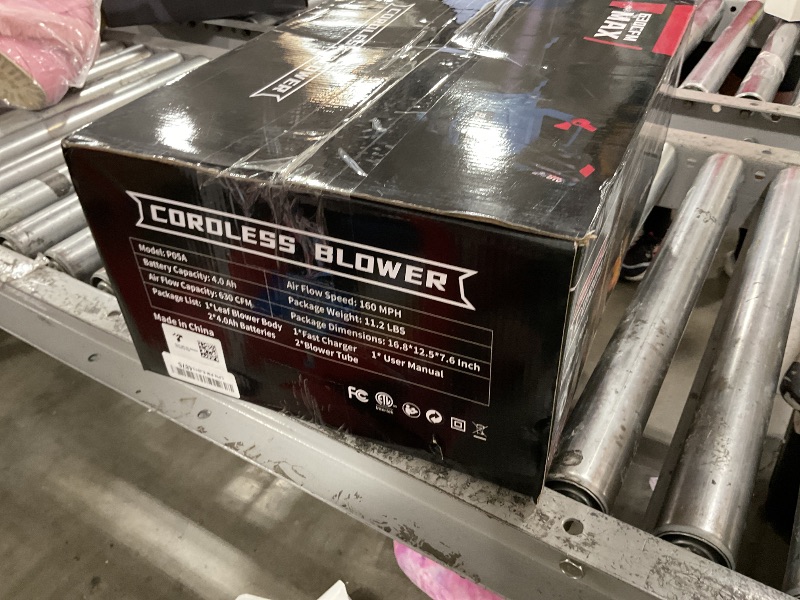 CORDLESS
BLOWER
MAX
CORDLESS BLOWER
Model: P05A
Battery Capacity: 4.0 Ah
Air Flow Speed: 160 MPH
Air Flow Capacity: 630 CFM
Package Weight: 11.2 LBS
Package Dimensions: 16.8*12.5*7.6 Inch
Package List: 1*Leaf Blower Body
1*Fast Charger
1* User Manual
2*4.0Ah Batteries
2*Blower Tube
Made in China
FC